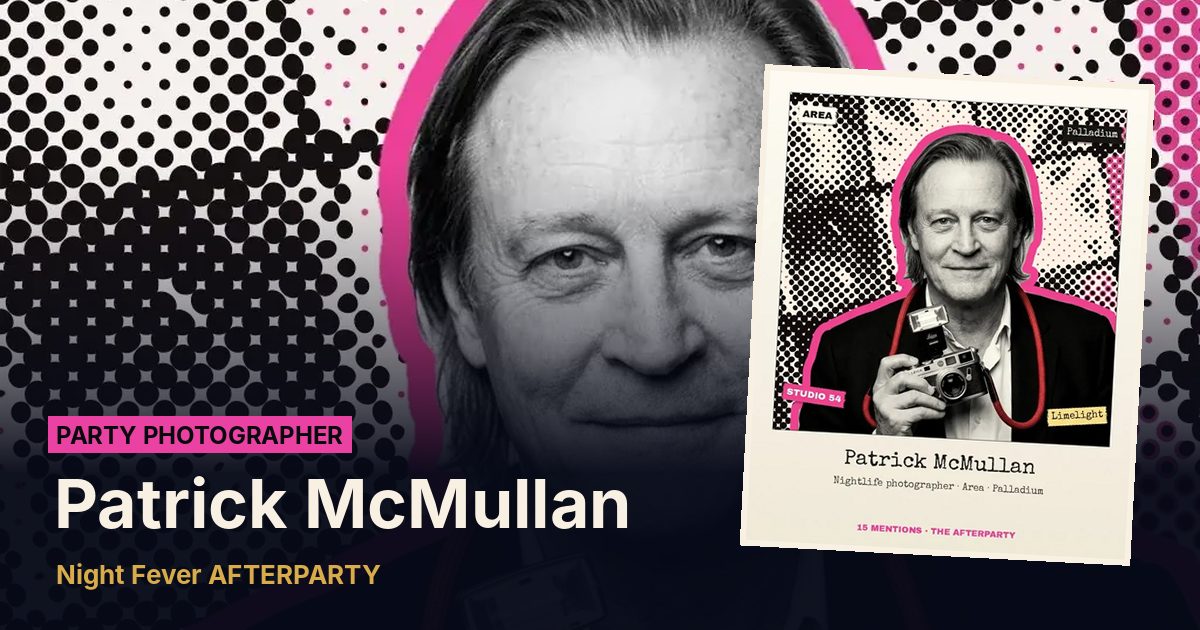 PARTY PHOTOGRAPHER
Patrick McMullan
Night Fever AFTERPARTY
AREA
Palladium
STUDIO 54
Limelight
Patrick McMullan
Nightlife photographer · Area · Palladium
15 MENTIONS · THE AFTERPARTY